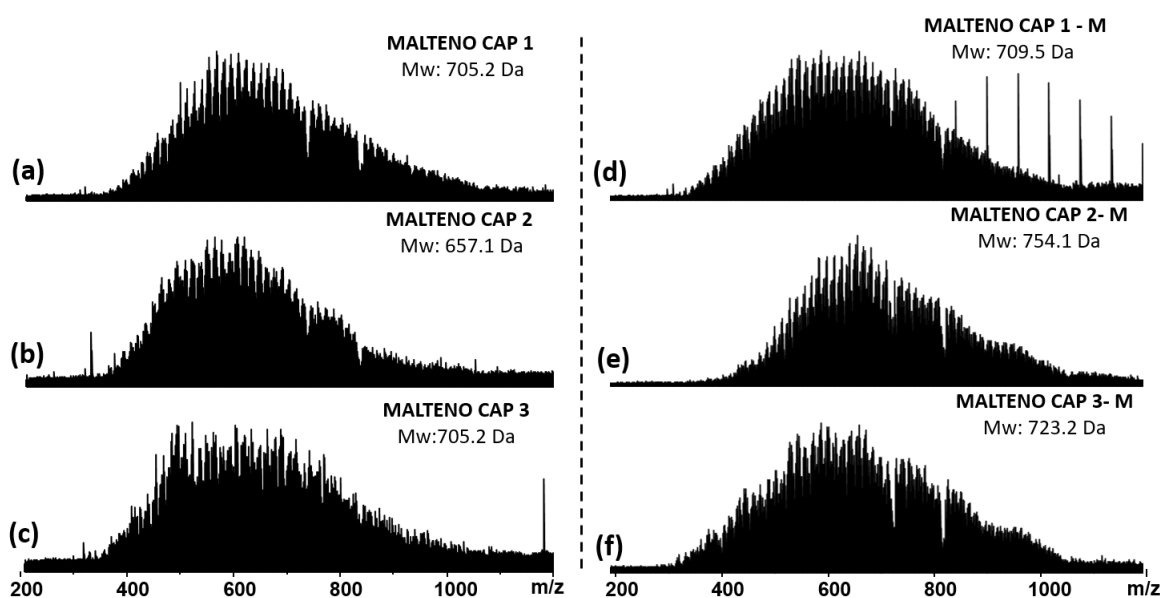 MALTENO CAP 1
Mw: 705.2 Da
(a)
MALTENO CAP 2
Mw: 657.1 Da
(b)
MALTENO CAP 3
Mw:705.2 Da
(c)
200 400 600 800 1000 m/z
MALTENO CAP 1 - M
Mw: 709.5 Da
(d)
MALTENO CAP 2- M
Mw: 754.1 Da
(e)
MALTENO CAP 3- M
Mw: 723.2 Da
(f)
200 400 600 800 1000 m/z